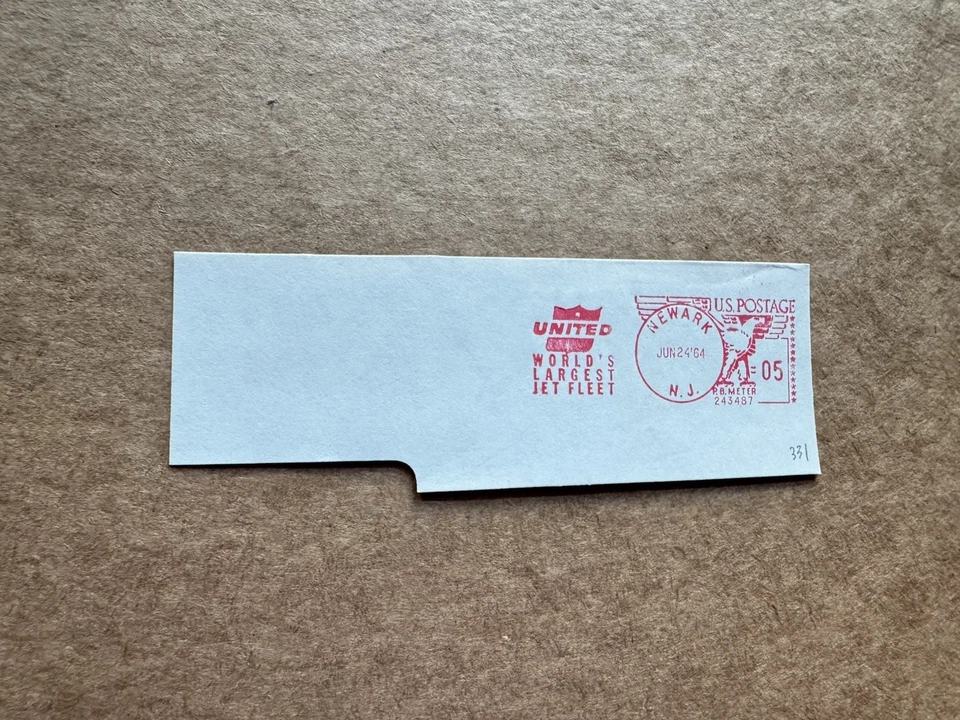 UNITED
WORLD'S
LARGEST
JET FLEET
U.S. POSTAGE
NEWARK
JUN 24 '64
N.J.
05
P.B. METER
243487
331